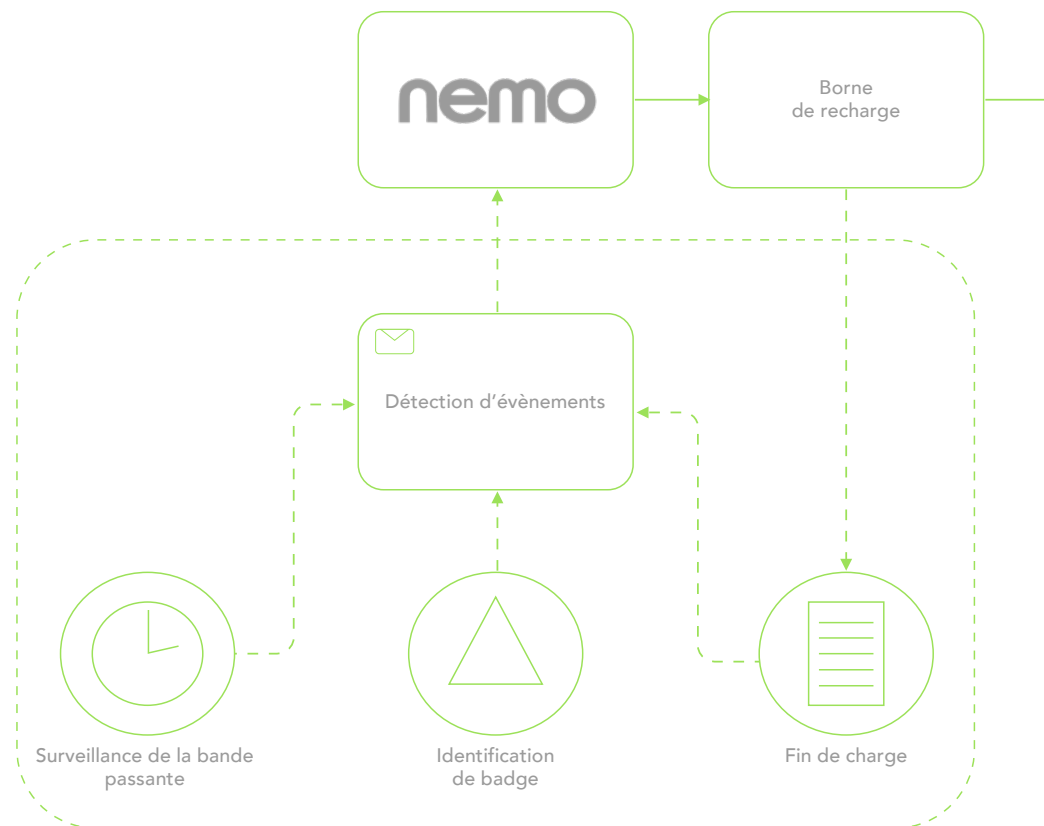 nemo
Borne
de recharge
Détection d’évènements
Surveillance de la bande
passante
Identification
de badge
Fin de charge